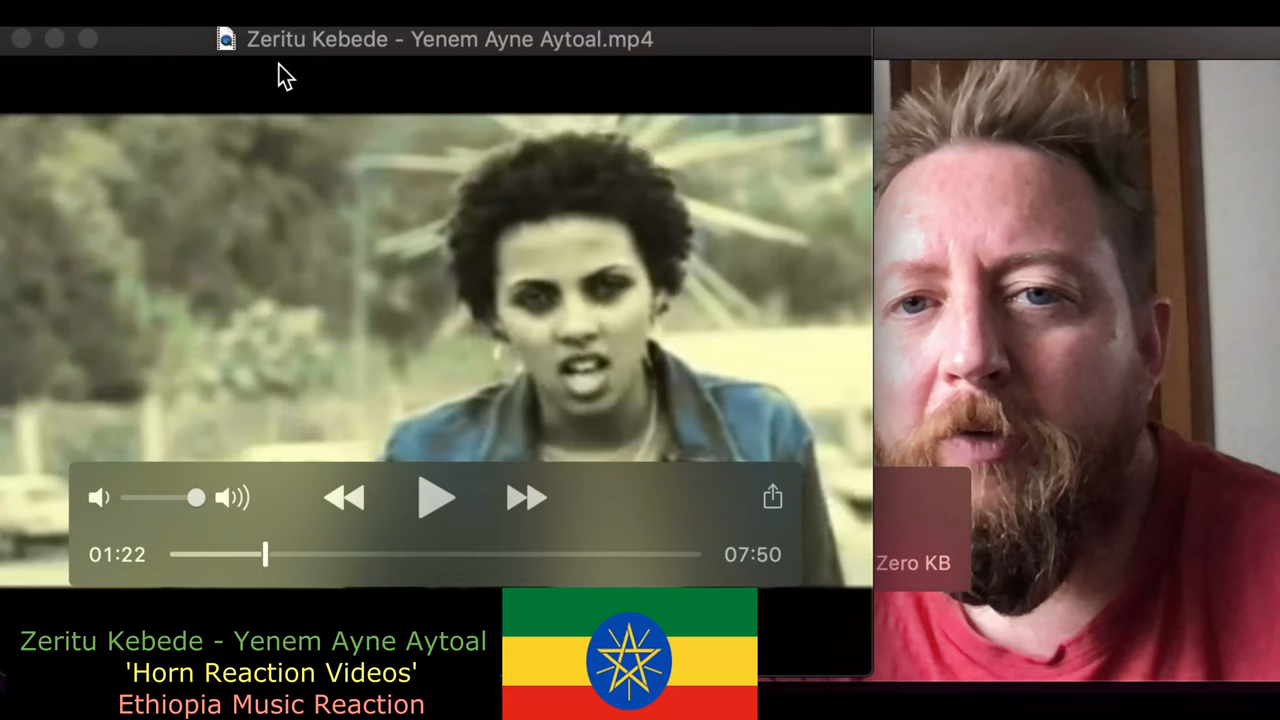 Zeritu Kebede - Yenem Ayne Aytoal.mp4
01:22
07:50
Zero KB
Zeritu Kebede - Yenem Ayne Aytoal
'Horn Reaction Videos'
Ethiopia Music Reaction